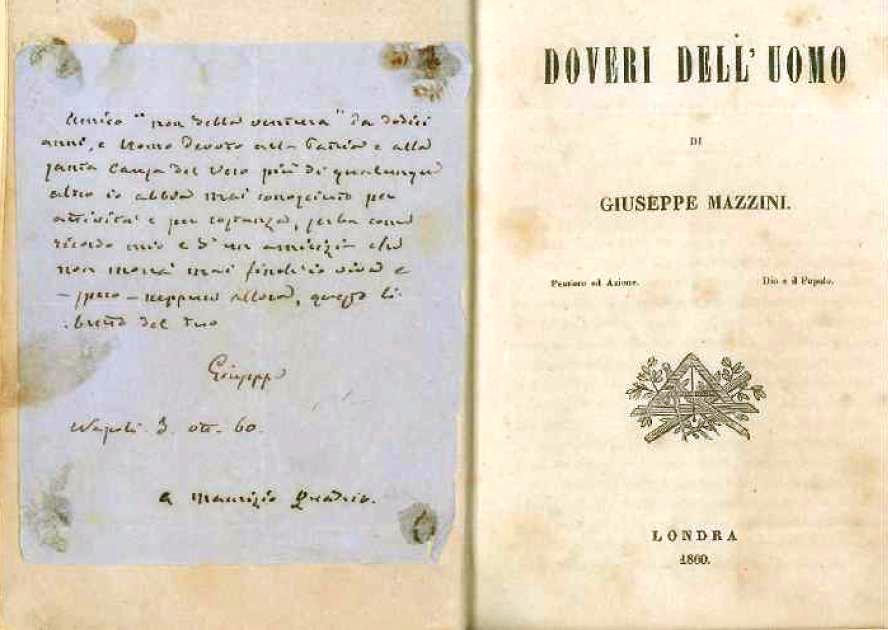 Amico "non della ventura" da dodici
anni, e Uomo devoto alla Patria e alla
santa Causa del Vero più di qualunque
altro io abbia mai conosciuto per
attività e per costanza, serba come
ricordo mio e d'un amicizia che
non morrà mai finch'io viva e
– spero – neppure allora, questo li-
bretto del tuo
Giuseppe
Napoli. 3. ott. 60.
a Maurizio Quadrio.
DOVERI DELL' UOMO
DI
GIUSEPPE MAZZINI.
Pensiero ed Azione. Dio e il Popolo.
LONDRA
1860.